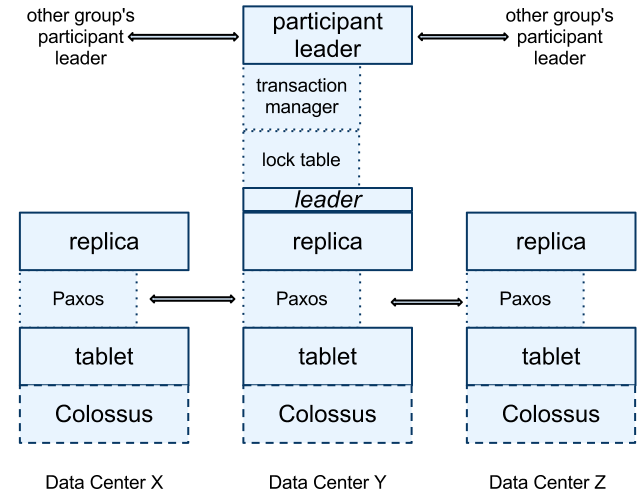 other group's
participant
leader
participant
leader
other group's
participant
leader
transaction
manager
lock table
leader
replica
replica
replica
Paxos
Paxos
Paxos
tablet
tablet
tablet
Colossus
Colossus
Colossus
Data Center X
Data Center Y
Data Center Z